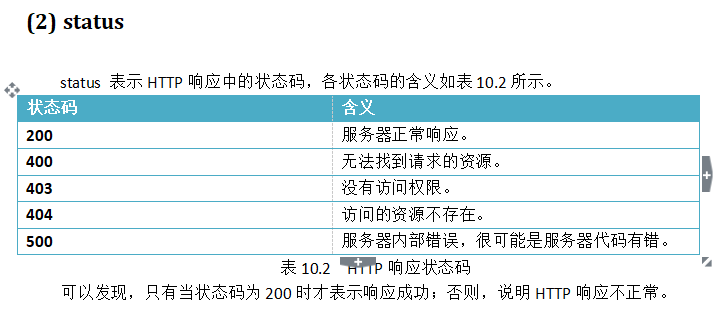 (2) status
status 表示 HTTP 响应中的状态码，各状态码的含义如表 10.2 所示。
状态码 含义
200 服务器正常响应。
400 无法找到请求的资源。
403 没有访问权限。
404 访问的资源不存在。
500 服务器内部错误，很可能是服务器代码有错。
表 10.2 HTTP 响应状态码
可以发现，只有当状态码为 200 时才表示响应成功；否则，说明 HTTP 响应不正常。